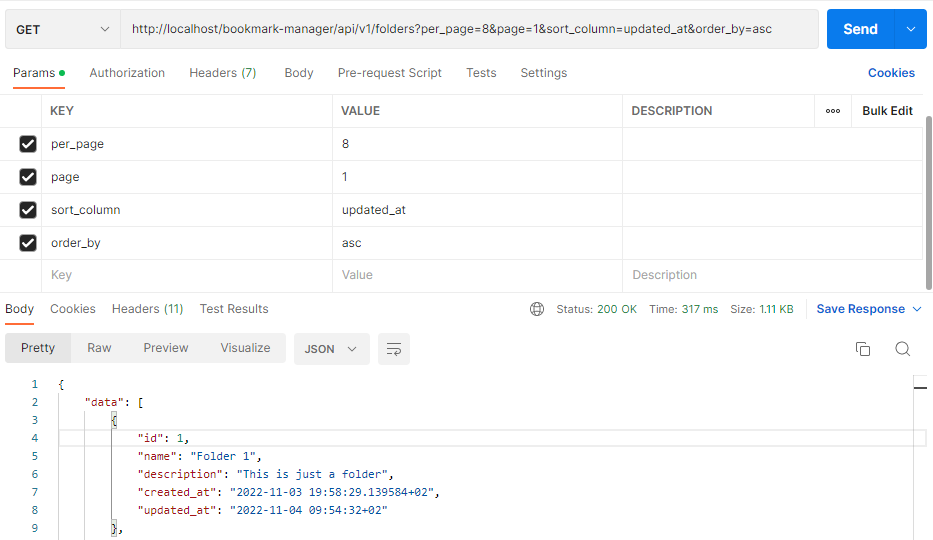 GET http://localhost/bookmark-manager/api/v1/folders?per_page=8&page=1&sort_column=updated_at&order_by=asc Send
Params Authorization Headers (7) Body Pre-request Script Tests Settings Cookies
KEY VALUE DESCRIPTION ooo Bulk Edit
per_page 8
page 1
sort_column updated_at
order_by asc
Key Value Description
Body Cookies Headers (11) Test Results Status: 200 OK Time: 317 ms Size: 1.11 KB Save Response
Pretty Raw Preview Visualize JSON
1 {
2 "data": [
3 {
4 "id": 1,
5 "name": "Folder 1",
6 "description": "This is just a folder",
7 "created_at": "2022-11-03 19:58:29.139584+02",
8 "updated_at": "2022-11-04 09:54:32+02"
9 },